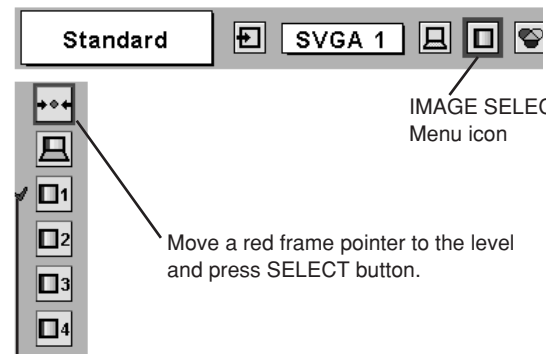 Standard
SVGA 1
IMAGE SELEC
Menu icon
1
Move a red frame pointer to the level
and press SELECT button.
2
3
4